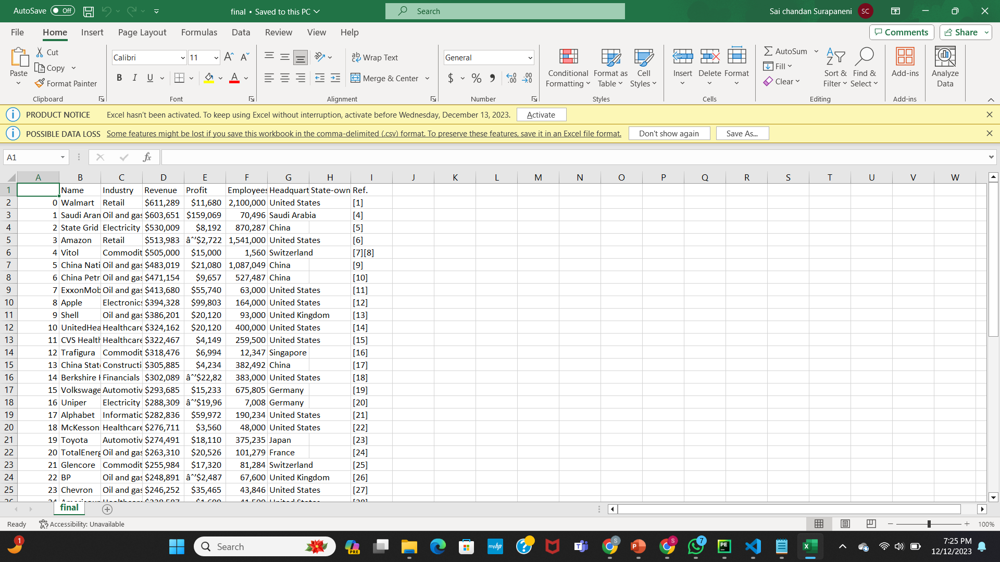 AutoSave Off final • Saved to this PC Search Sai chandan Surapaneni SC
File Home Insert Page Layout Formulas Data Review View Help Comments Share
Paste Cut Copy Format Painter Clipboard
Calibri 11 B I U A Font
Wrap Text Merge & Center Alignment
General $ % Number
Conditional Formatting Format as Table Cell Styles Styles
Insert Delete Format Cells
AutoSum Fill Clear Sort & Filter Find & Select Editing
Add-ins Add-ins
Analyze Data
PRODUCT NOTICE Excel hasn't been activated. To keep using Excel without interruption, activate before Wednesday, December 13, 2023. Activate
POSSIBLE DATA LOSS Some features might be lost if you save this workbook in the comma-delimited (.csv) format. To preserve these features, save it in an Excel file format. Don't show again Save As...
A1 fx
A B C D E F G H I J K L M N O P Q R S T U V W
1 Name Industry Revenue Profit Employees Headquart State-own Ref.
2 0 Walmart Retail $611,289 $11,680 2,100,000 United States [1]
3 1 Saudi Aran Oil and gas $603,651 $159,069 70,496 Saudi Arabia [4]
4 2 State Grid Electricity $530,009 $8,192 870,287 China [5]
5 3 Amazon Retail $513,983 âˆ'$2,722 1,541,000 United States [6]
6 4 Vitol Commodit $505,000 $15,000 1,560 Switzerland [7][8]
7 5 China Nati Oil and gas $483,019 $21,080 1,087,049 China [9]
8 6 China Petr Oil and gas $471,154 $9,657 527,487 China [10]
9 7 ExxonMob Oil and gas $413,680 $55,740 63,000 United States [11]
10 8 Apple Electronics $394,328 $99,803 164,000 United States [12]
11 9 Shell Oil and gas $386,201 $20,120 93,000 United Kingdom [13]
12 10 UnitedHea Healthcare $324,162 $20,120 400,000 United States [14]
13 11 CVS Health Healthcare $322,467 $4,149 259,500 United States [15]
14 12 Trafigura Commodit $318,476 $6,994 12,347 Singapore [16]
15 13 China State Constructi $305,885 $4,234 382,492 China [17]
16 14 Berkshire H Financials $302,089 âˆ'$22,82 383,000 United States [18]
17 15 Volkswage Automotiv $293,685 $15,233 675,805 Germany [19]
18 16 Uniper Electricity $288,309 âˆ'$19,96 7,008 Germany [20]
19 17 Alphabet Informatic $282,836 $59,972 190,234 United States [21]
20 18 McKesson Healthcare $276,711 $3,560 48,000 United States [22]
21 19 Toyota Automotiv $274,491 $18,110 375,235 Japan [23]
22 20 TotalEnerg Oil and gas $263,310 $20,526 101,279 France [24]
23 21 Glencore Commodit $255,984 $17,320 81,284 Switzerland [25]
24 22 BP Oil and gas $248,891 âˆ'$2,487 67,600 United Kingdom [26]
25 23 Chevron Oil and gas $246,252 $35,465 43,846 United States [27]
final
Ready Accessibility: Unavailable 100%
1 Search PRE myhp S P S 7 PE X 7:25 PM
12/12/2023